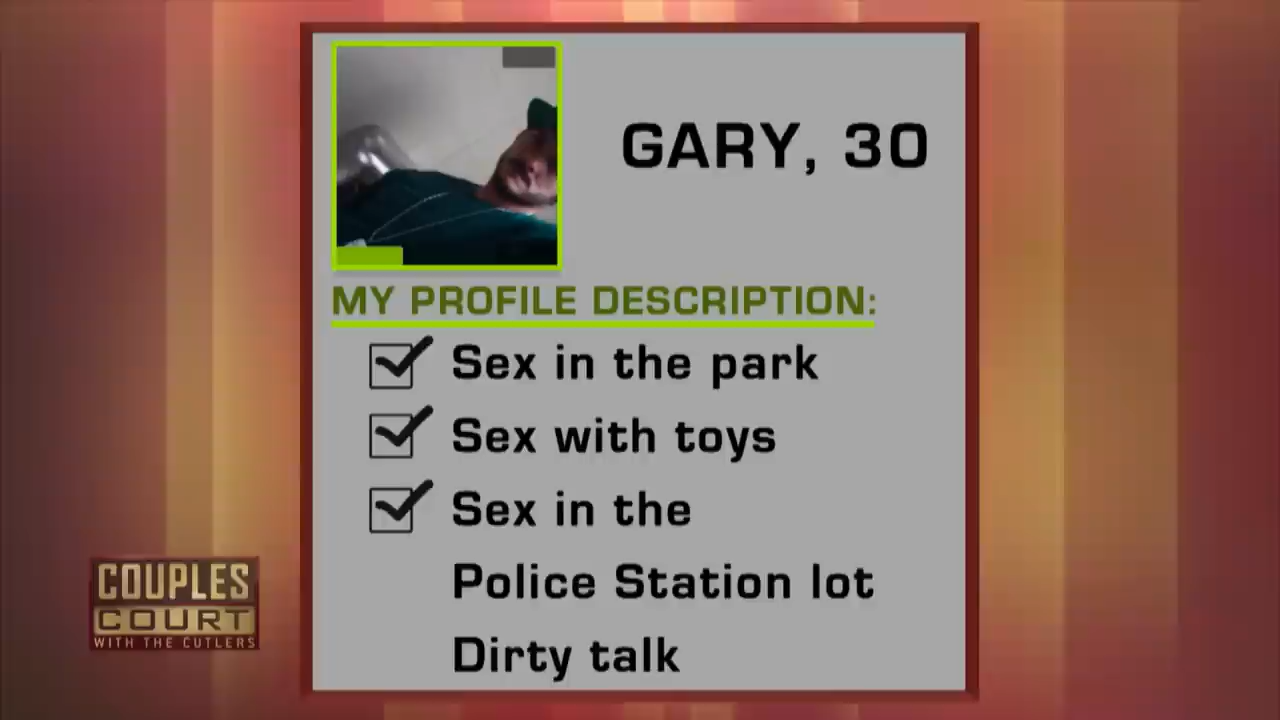 GARY, 30
MY PROFILE DESCRIPTION:
Sex in the park
Sex with toys
Sex in the
Police Station lot
Dirty talk
COUPLES
COURT
WITH THE CUTLERS